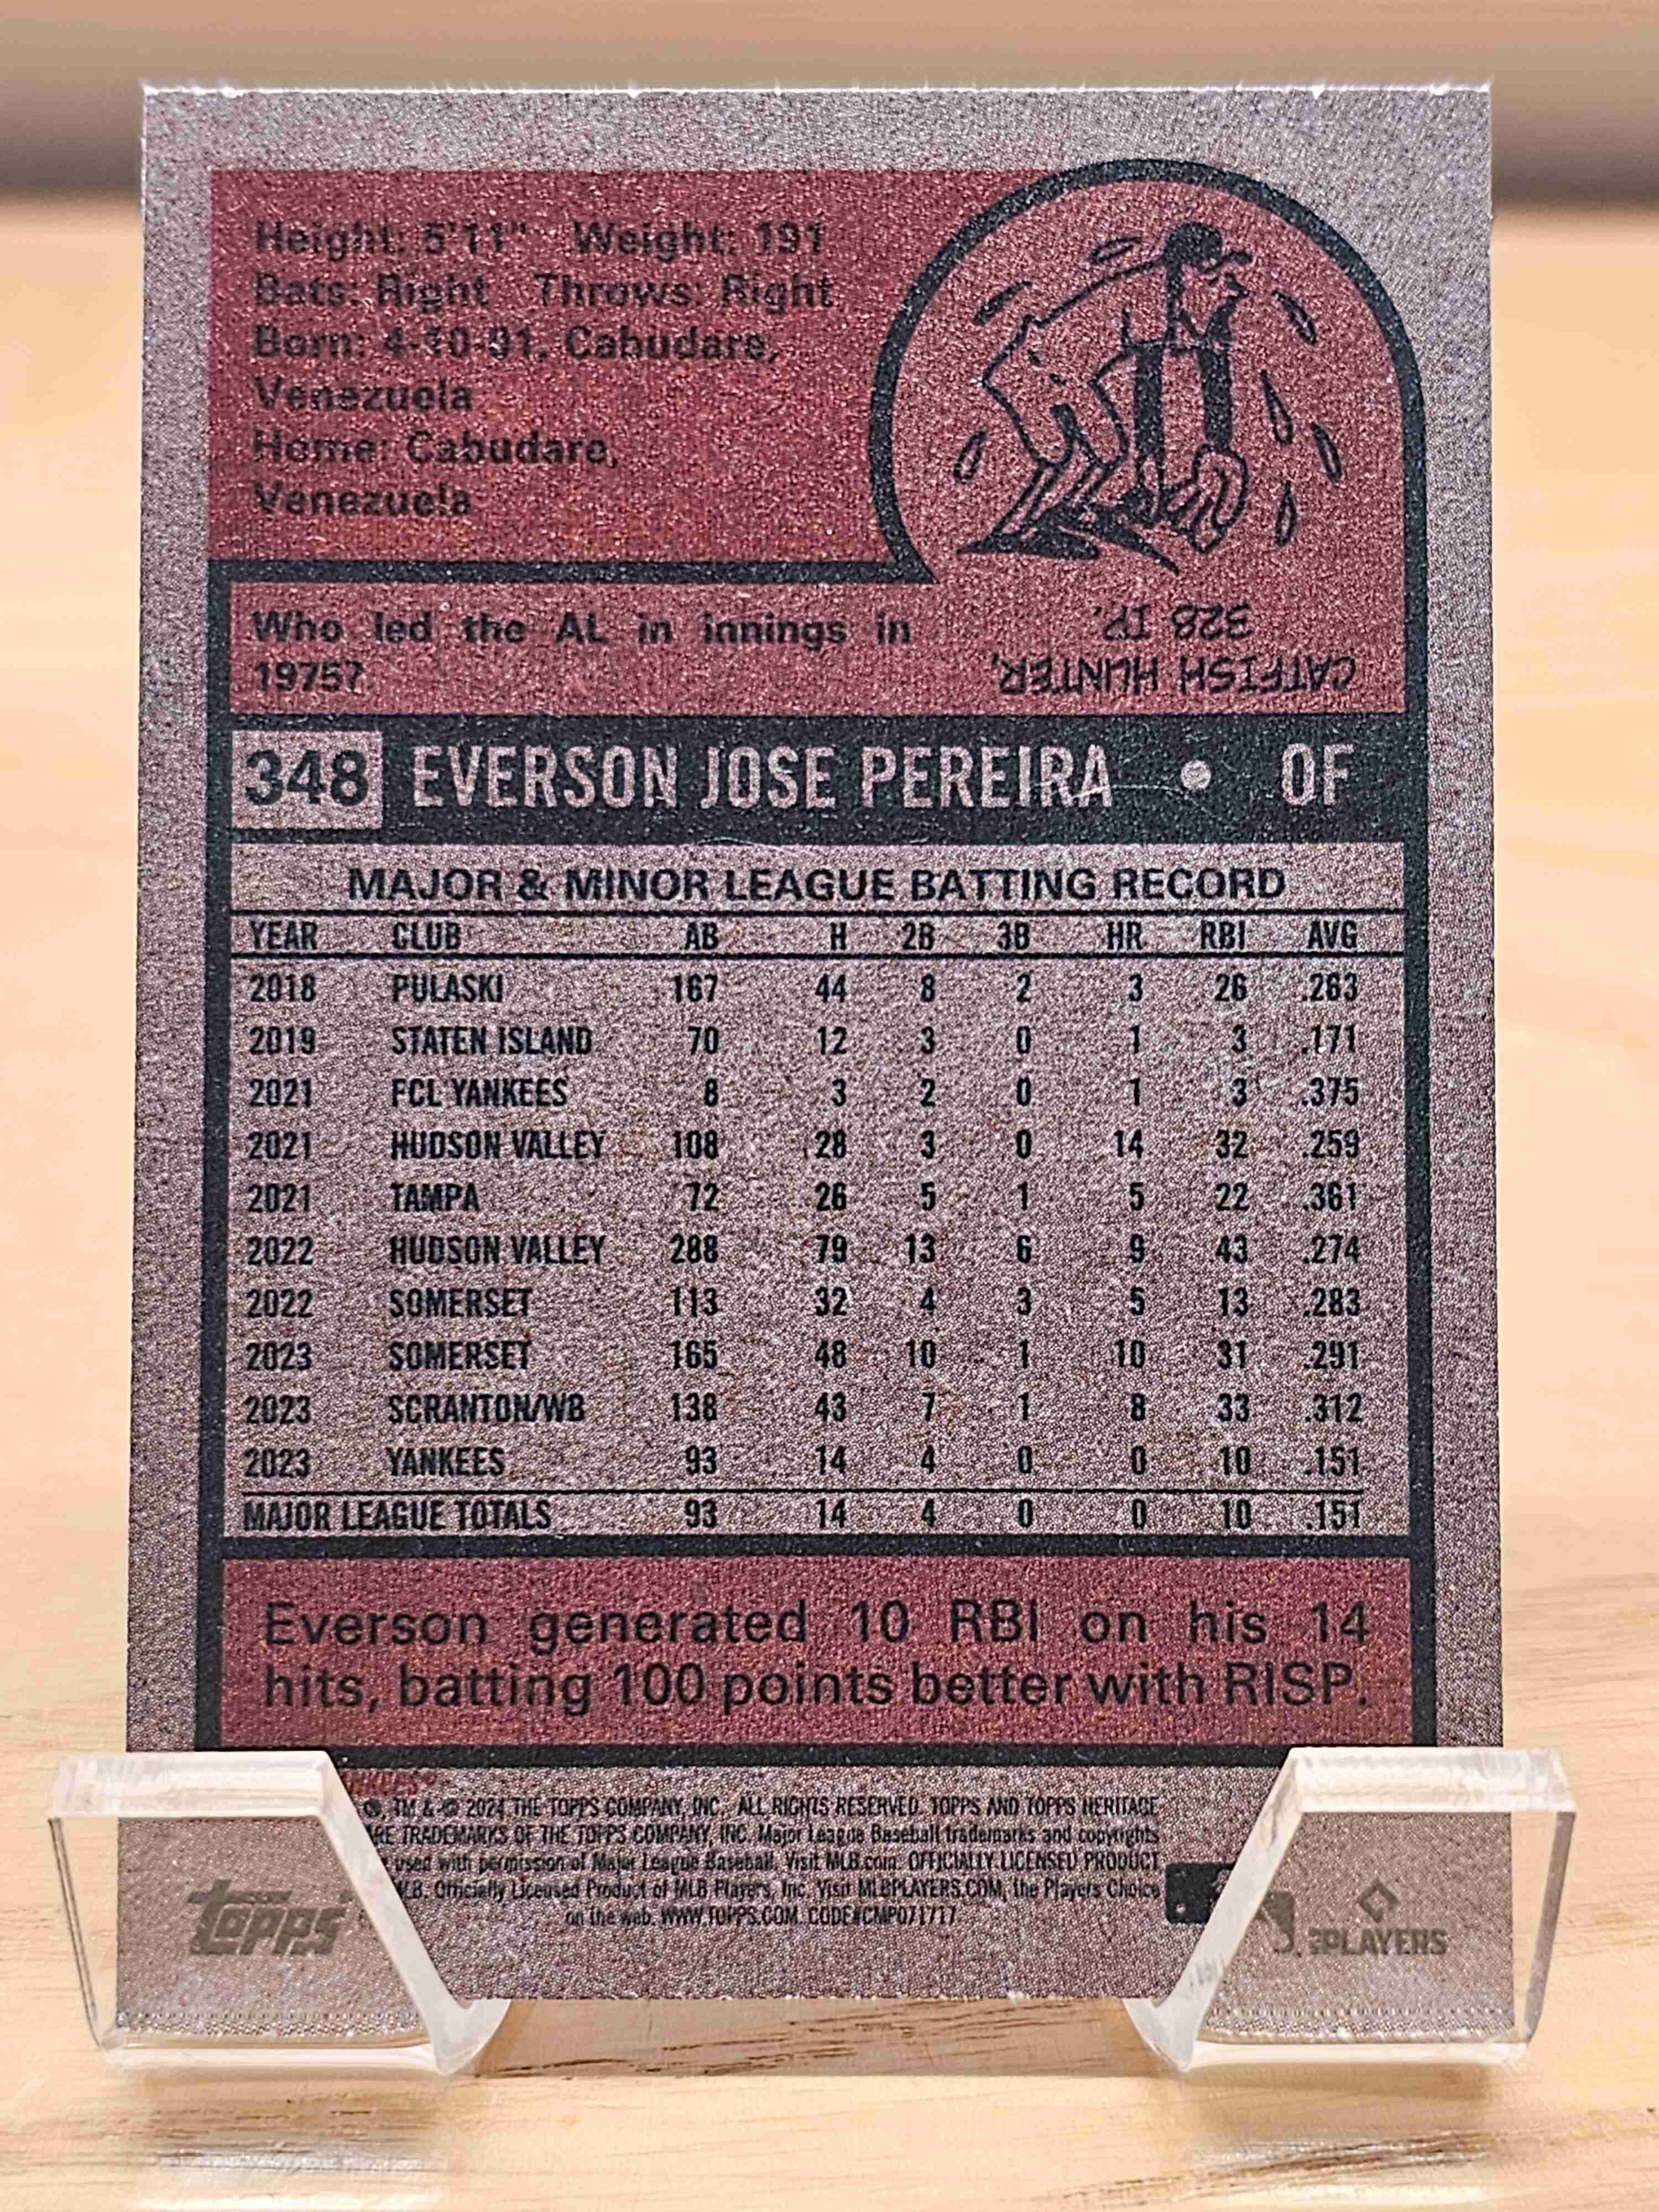 Height: 5'11" Weight: 191
Bats: Right Throws: Right
Born: 4-10-01, Cabudare,
Venezuela
Home: Cabudare,
Venezuela
Who led the AL in innings in
1975?
CATFISH HUNTER,
328 IP.
348 EVERSON JOSE PEREIRA • OF
MAJOR & MINOR LEAGUE BATTING RECORD
YEAR CLUB AB H 2B 3B HR RBI AVG
2018 PULASKI 167 44 8 2 3 26 .263
2019 STATEN ISLAND 70 12 3 0 1 3 .171
2021 FCL YANKEES 8 3 2 0 1 3 .375
2021 HUDSON VALLEY 108 28 3 0 14 32 .259
2021 TAMPA 72 26 5 1 5 22 .361
2022 HUDSON VALLEY 288 79 13 6 9 43 .274
2022 SOMERSET 113 32 4 3 5 13 .283
2023 SOMERSET 165 48 10 1 10 31 .291
2023 SCRANTON/WB 138 43 7 1 8 33 .312
2023 YANKEES 93 14 4 0 0 10 .151
MAJOR LEAGUE TOTALS 93 14 4 0 0 10 .151
Everson generated 10 RBI on his 14
hits, batting 100 points better with RISP.
®, TM & © 2024 THE TOPPS COMPANY, INC. ALL RIGHTS RESERVED. TOPPS AND TOPPS HERITAGE
ARE TRADEMARKS OF THE TOPPS COMPANY, INC. Major League Baseball trademarks and copyrights
used with permission of Major League Baseball. Visit MLB.com. OFFICIALLY LICENSED PRODUCT
Officially Licensed Product of MLB Players, Inc. Visit MLBPLAYERS.COM, the Players Choice
on the web. WWW.TOPPS.COM. CODE#CMP071717
topps
PLAYERS